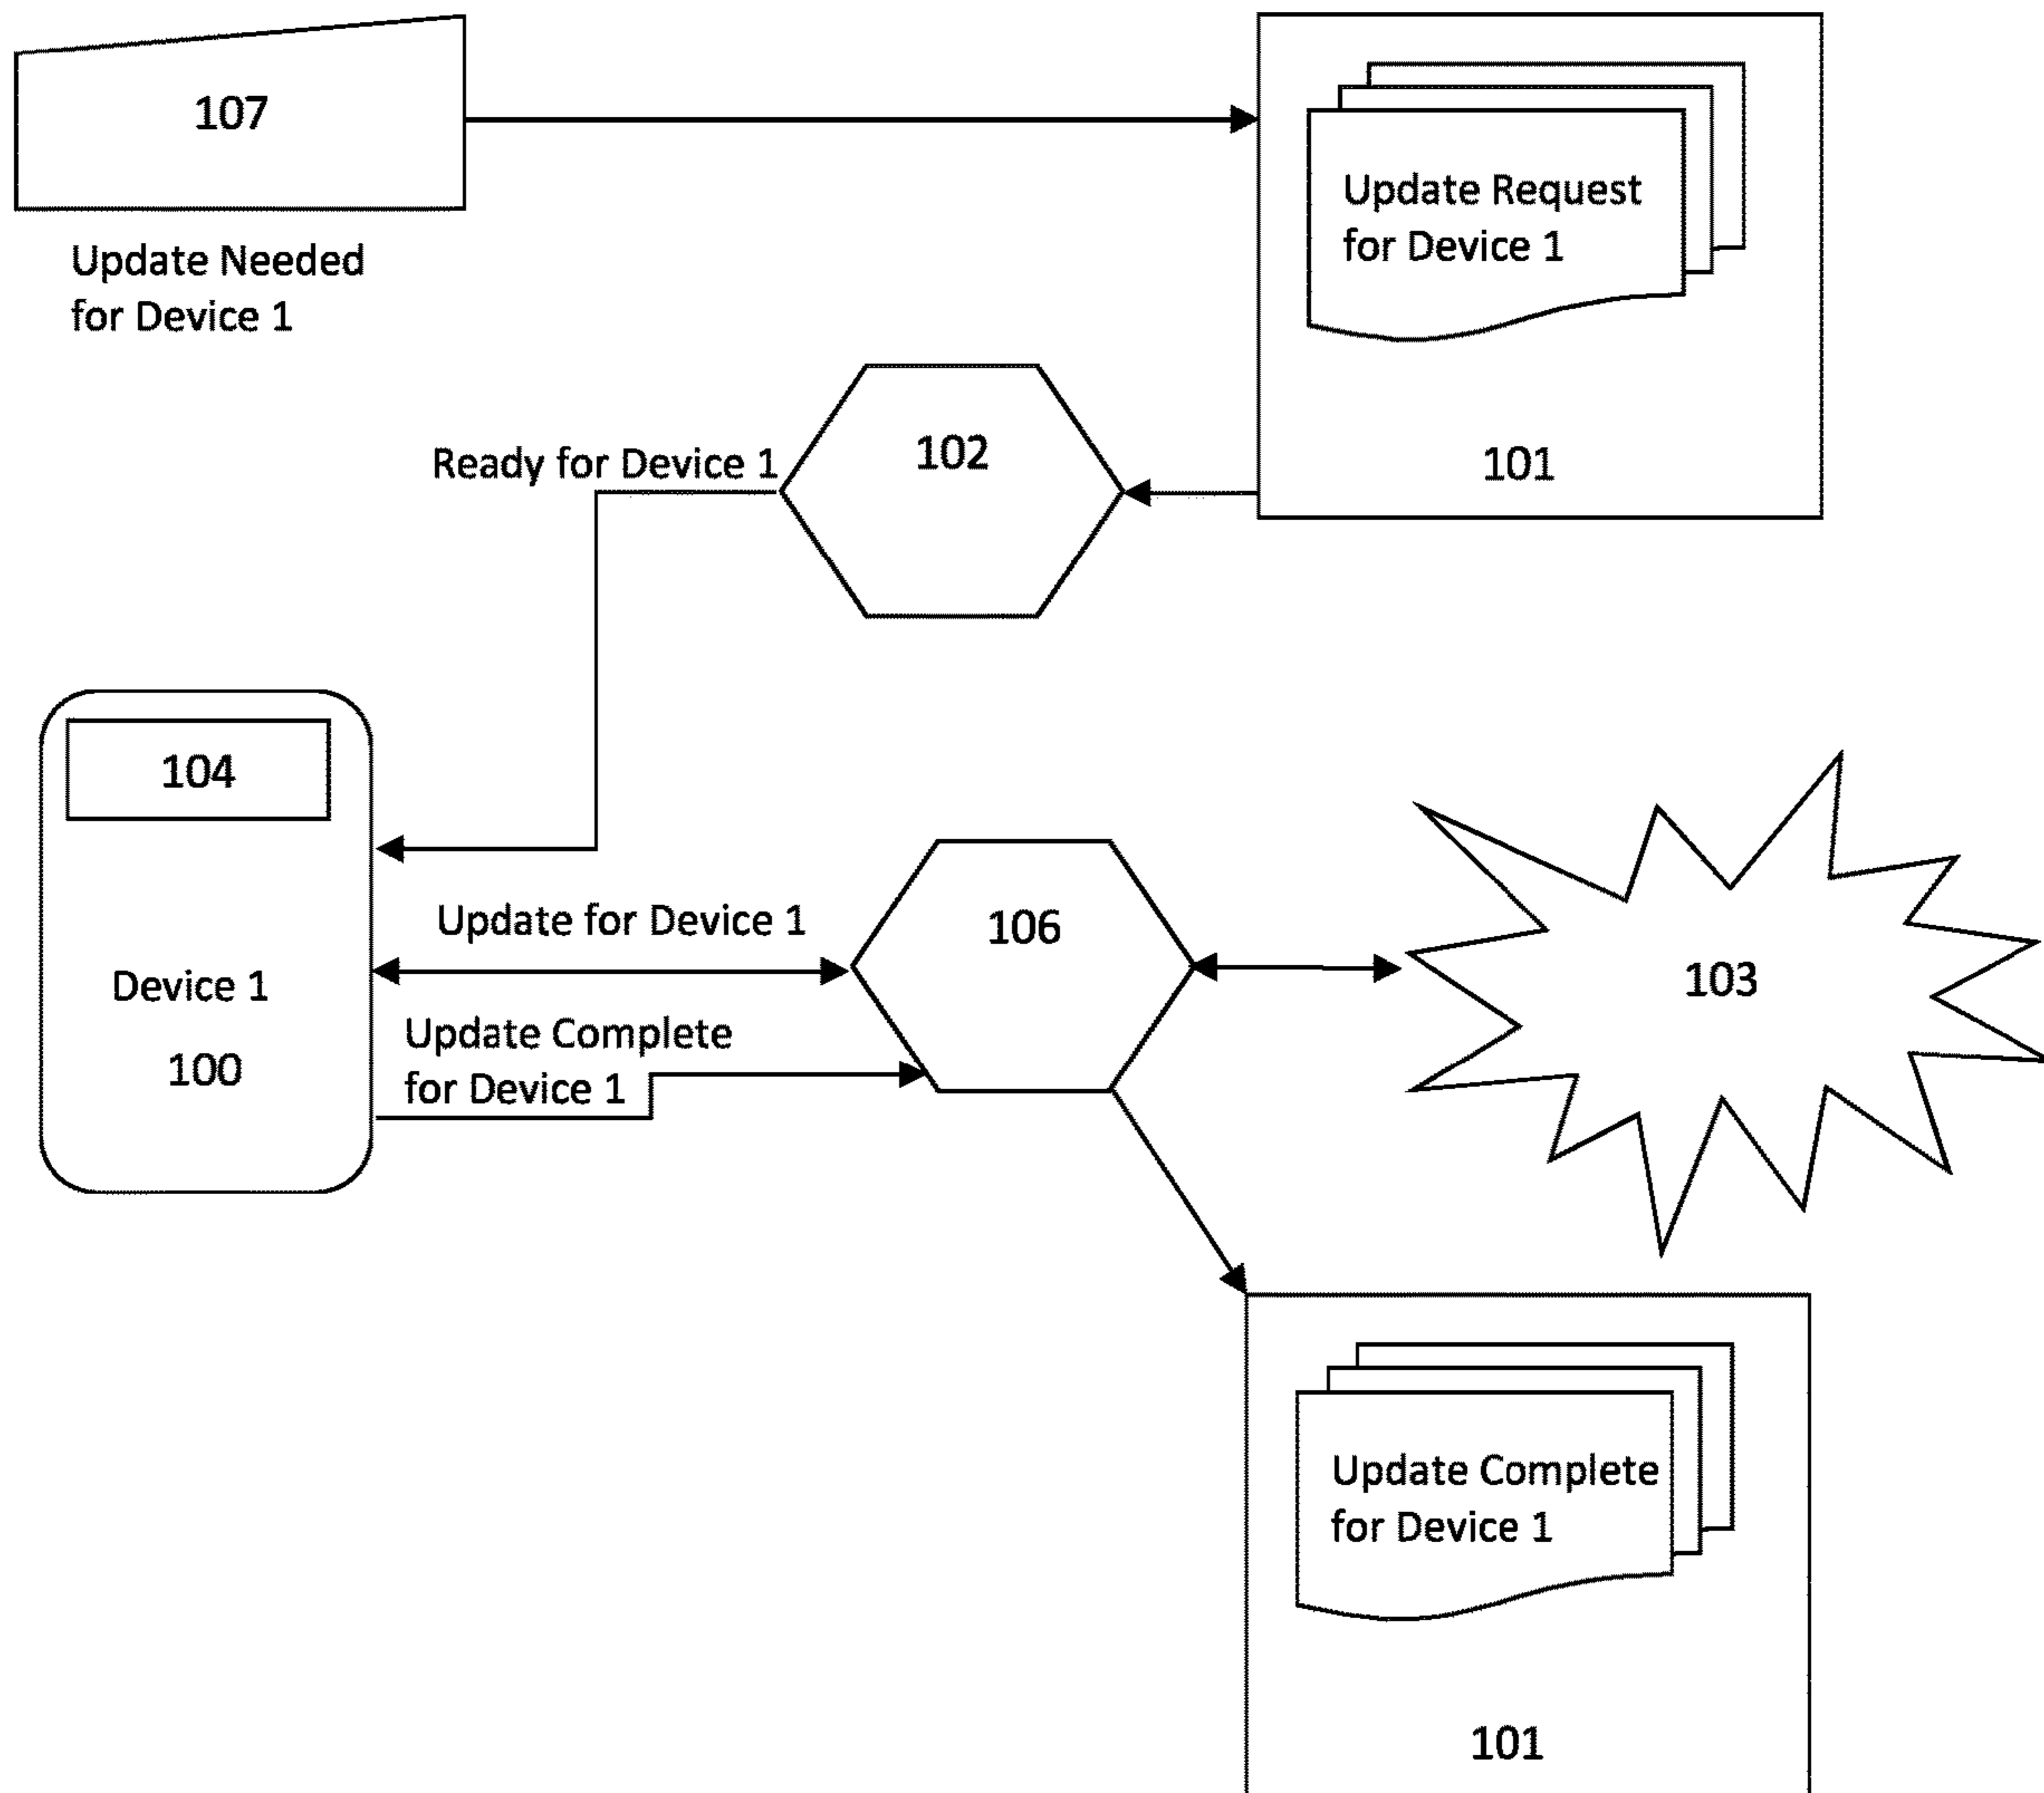 107
Update Needed
for Device 1
Update Request
for Device 1
101
102
Ready for Device 1
104
Device 1
100
Update for Device 1
Update Complete
for Device 1
106
103
Update Complete
for Device 1
101